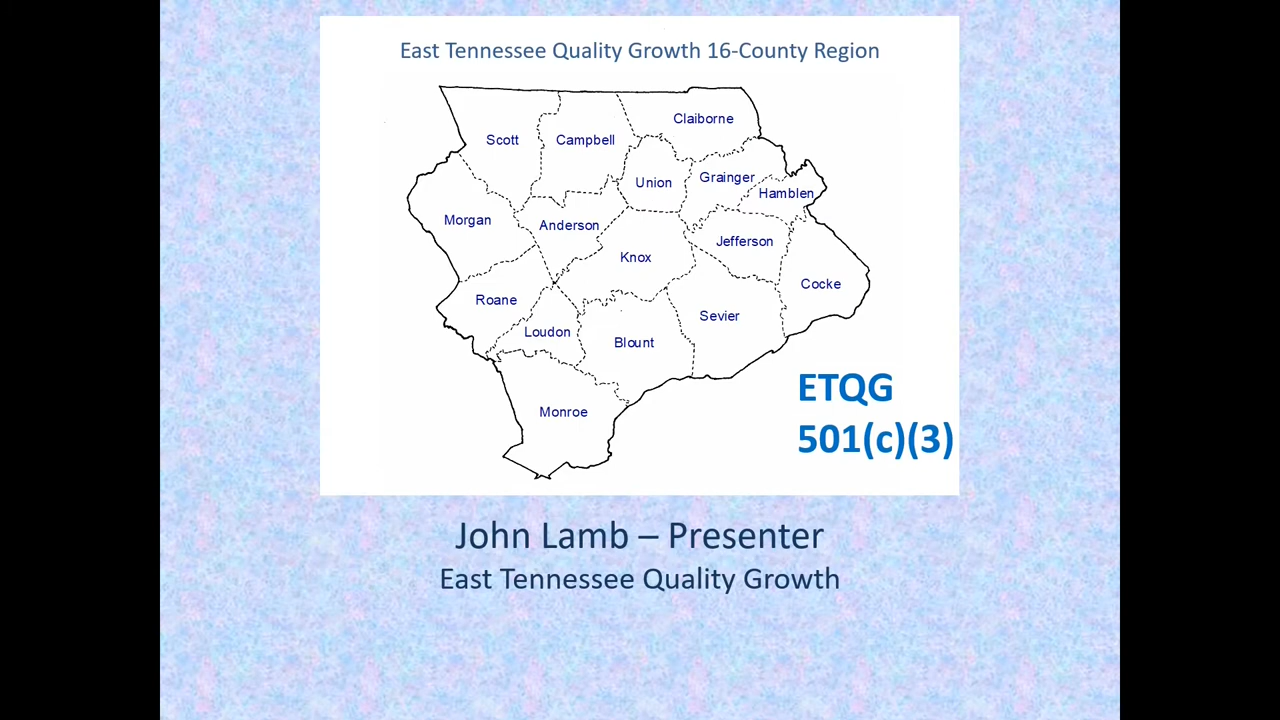 East Tennessee Quality Growth 16-County Region
Claiborne
Scott
Campbell
Union
Grainger
Hamblen
Morgan
Anderson
Jefferson
Knox
Cocke
Roane
Sevier
Loudon
Blount
Monroe
ETQG
501(c)(3)
John Lamb – Presenter
East Tennessee Quality Growth